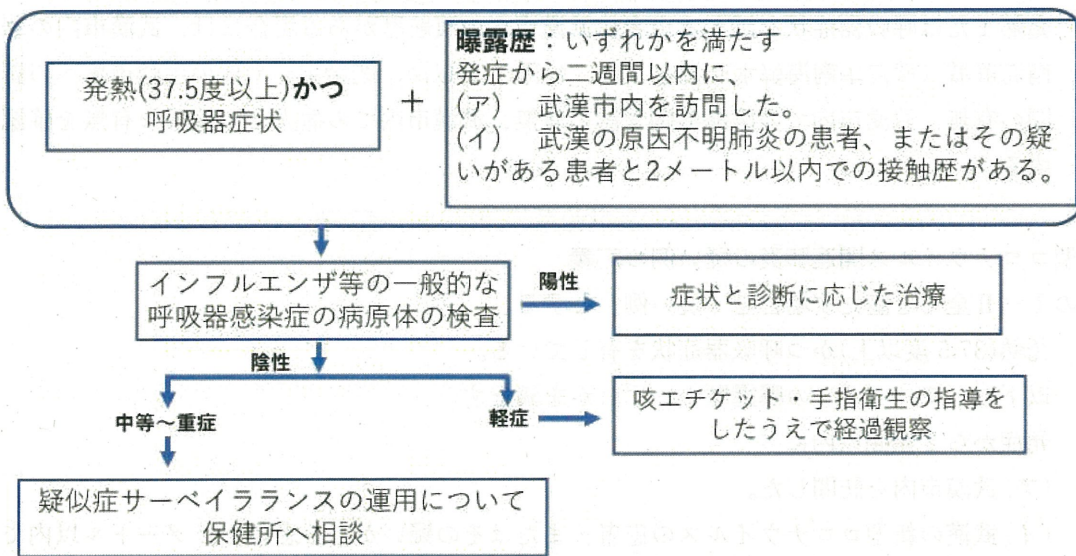 発熱(37.5度以上)かつ
呼吸器症状
+
曝露歴：いずれかを満たす
発症から二週間以内に、
(ア)　武漢市内を訪問した。
(イ)　武漢の原因不明肺炎の患者、またはその疑
いがある患者と2メートル以内での接触歴がある。
インフルエンザ等の一般的な
呼吸器感染症の病原体の検査
陽性
症状と診断に応じた治療
陰性
中等～重症
軽症
咳エチケット・手指衛生の指導を
したうえで経過観察
疑似症サーベイラランスの運用について
保健所へ相談